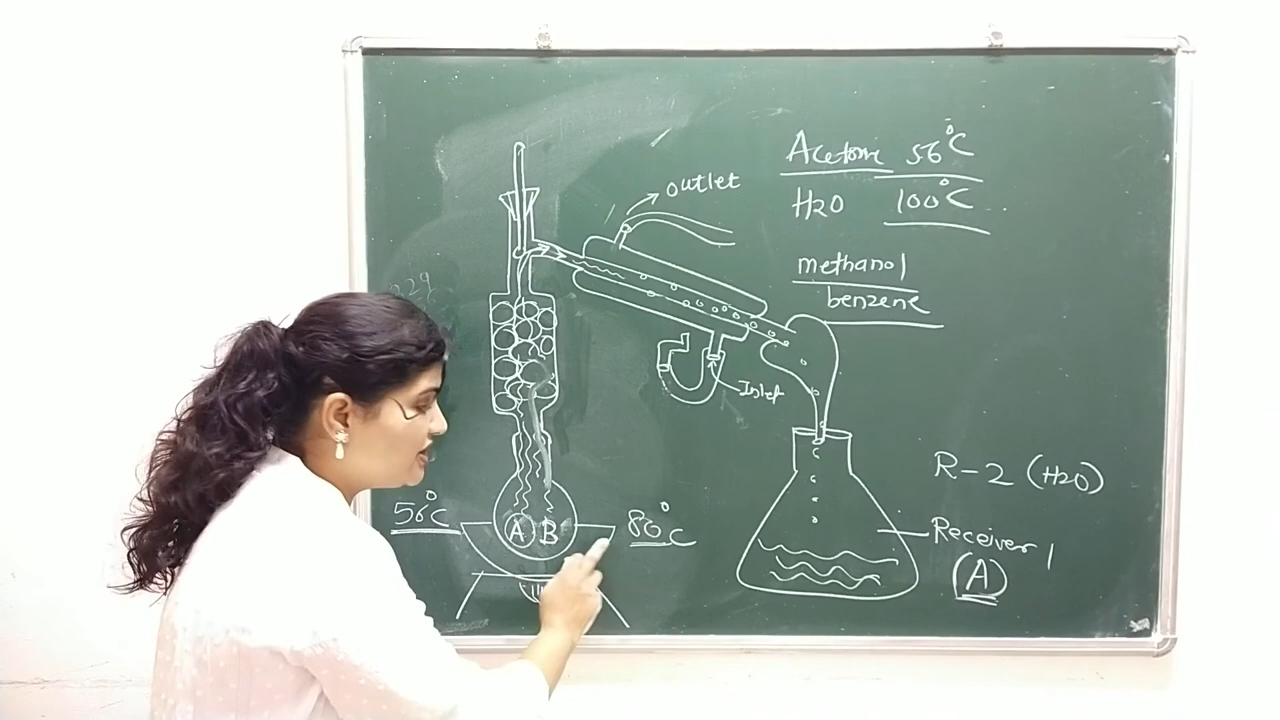 Acetone 56°C
H2O 100°C
outlet
methanol
benzene
Inlet
R-2 (H2O)
56°C
A B
80°C
Receiver 1
(A)